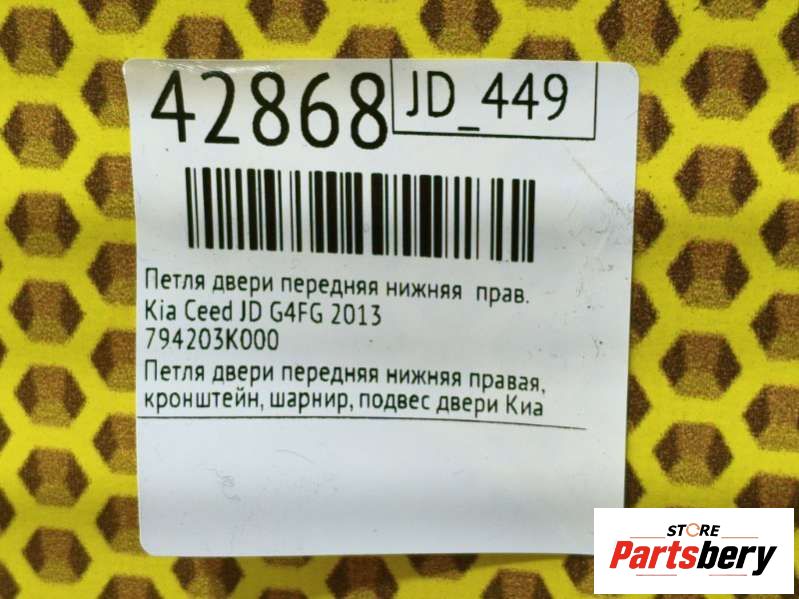 42868
JD_449
Петля двери передняя нижняя прав.
Kia Ceed JD G4FG 2013
794203K000
Петля двери передняя нижняя правая,
кронштейн, шарнир, подвес двери Киа
STORE
Partsbery